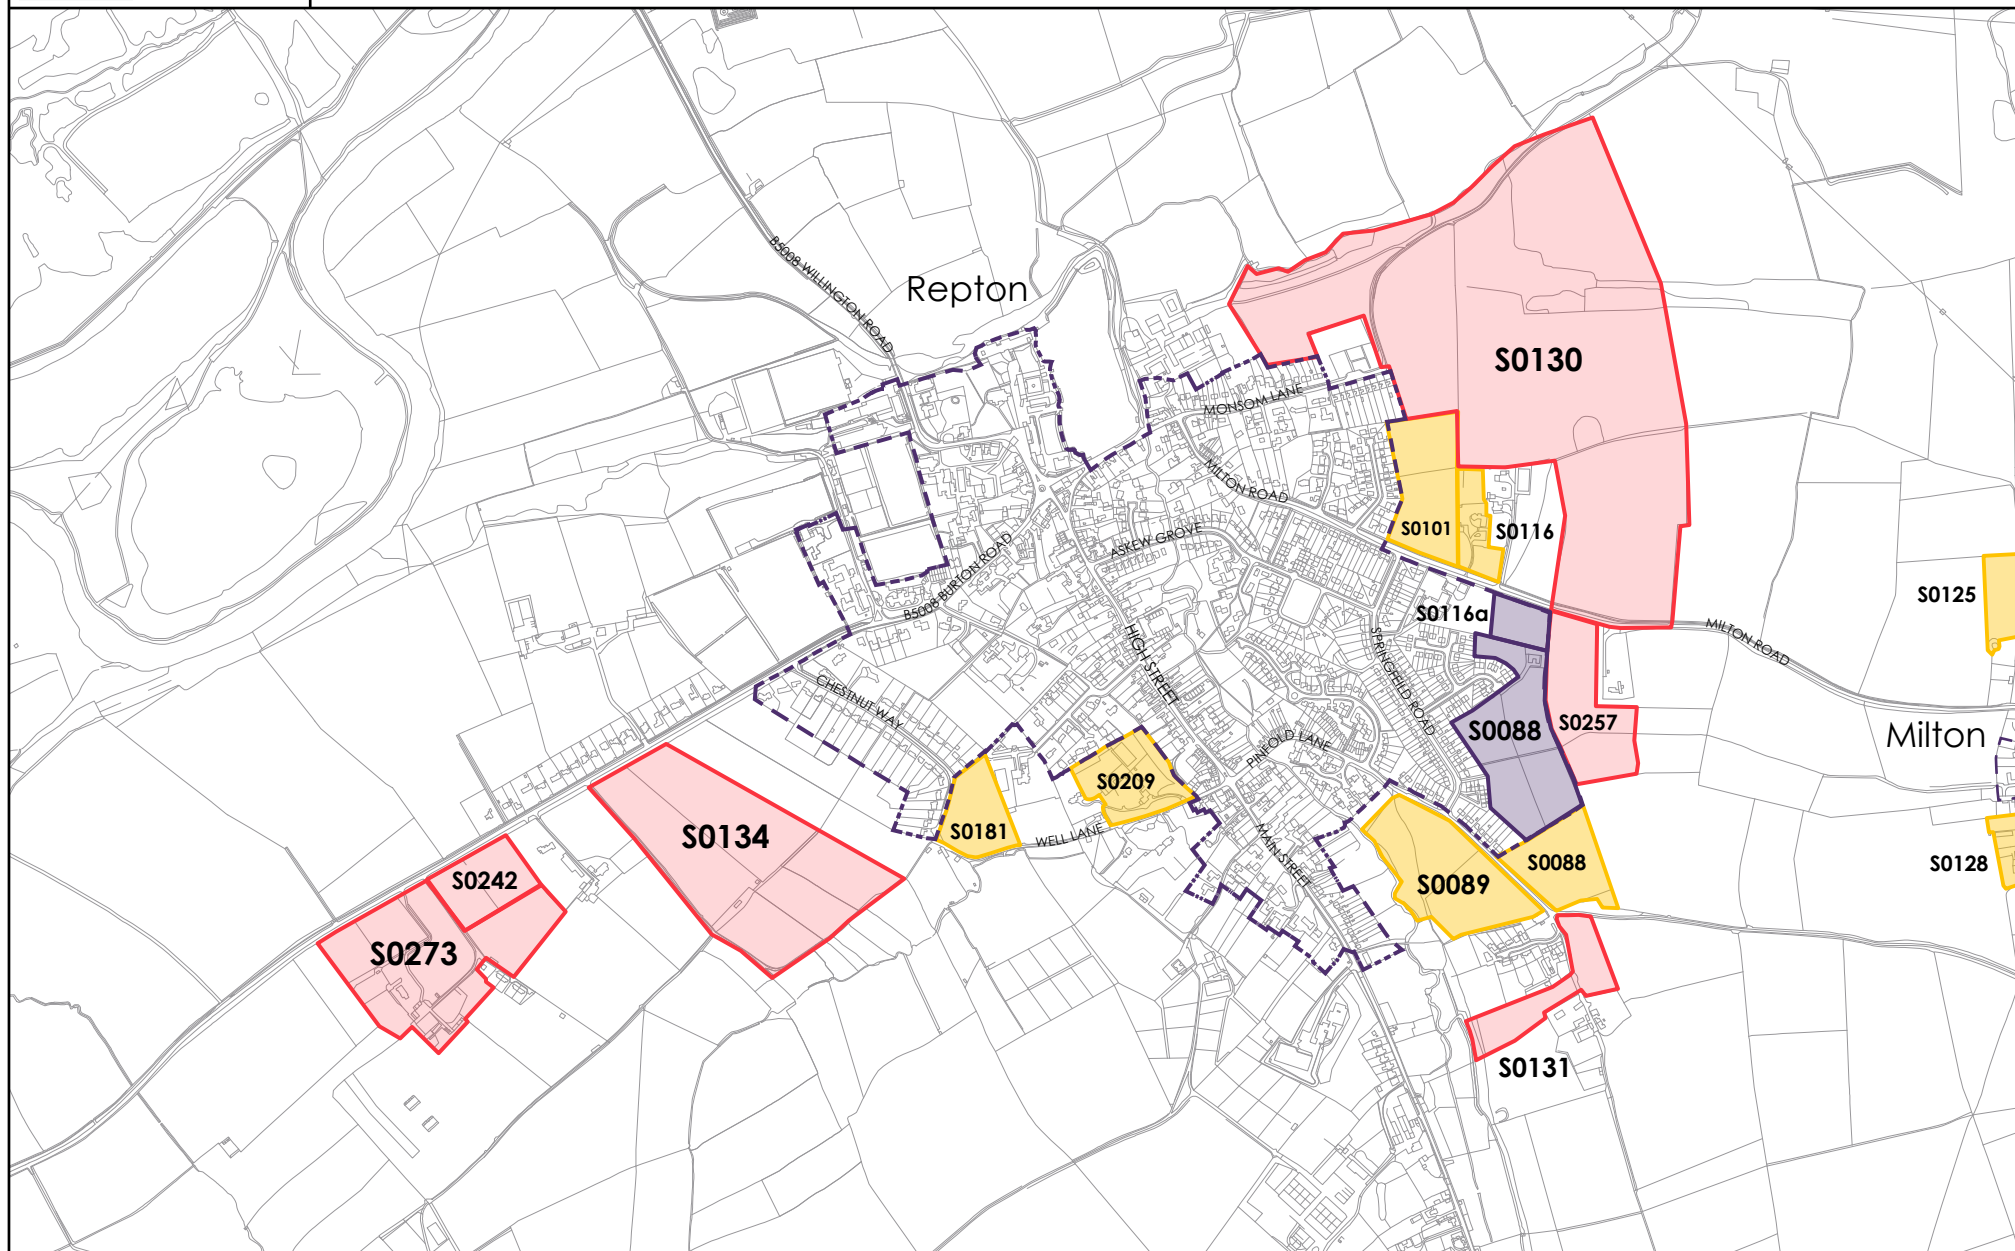 Repton
B5008 WILLINGTON ROAD
S0130
MONSOM LANE
MILTON ROAD
S0101
S0116
ASKEW GROVE
B5008 BURTON ROAD
S0125
S0116a
MILTON ROAD
HIGH STREET
SPRINGFEILD ROAD
CHESTNUT WAY
S0257
S0088
Milton
PINFOLD LANE
S0209
S0134
S0181
WELL LANE
MAIN STREET
S0088
S0128
S0242
S0089
S0273
S0131